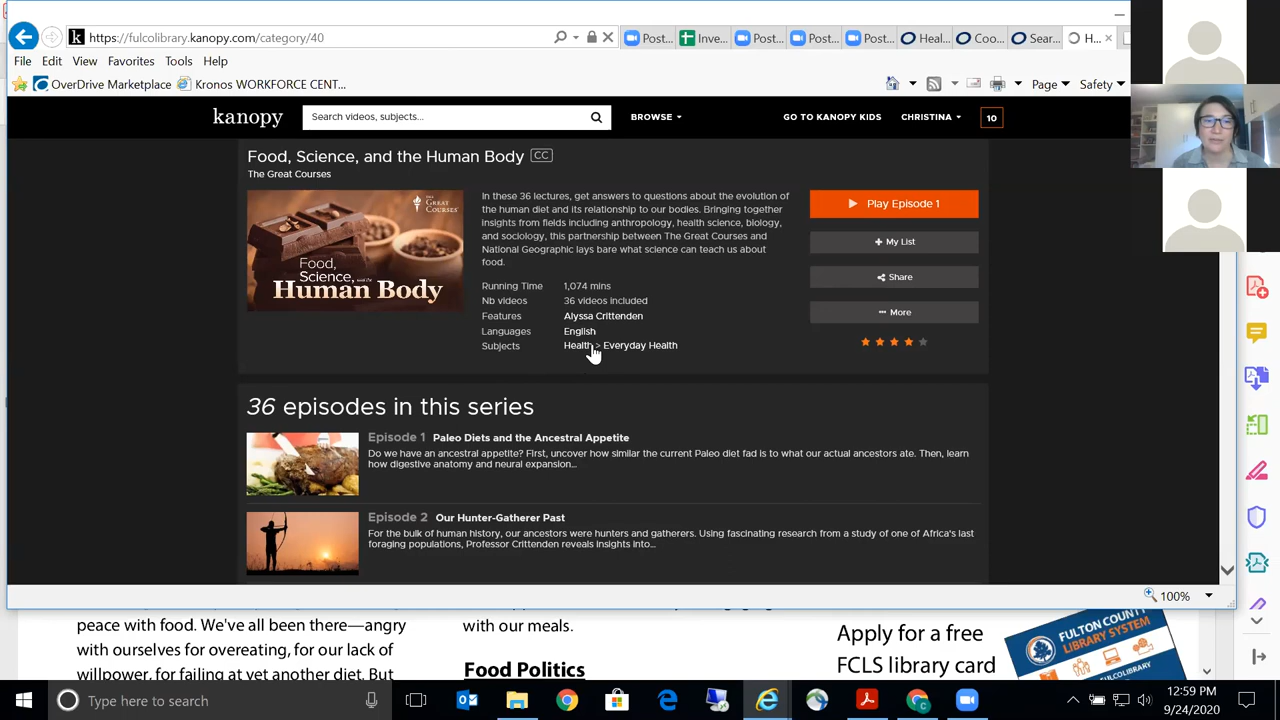 https://fulcolibrary.kanopy.com/category/40
Post...
Inve...
Post...
Post...
Post...
Heal...
Coo...
Sear...
H...
File Edit View Favorites Tools Help
OverDrive Marketplace
Kronos WORKFORCE CENT...
Page
Safety
kanopy
Search videos, subjects...
BROWSE
GO TO KANOPY KIDS
CHRISTINA
10
Food, Science, and the Human Body CC
The Great Courses
THE GREAT COURSES
Food,
Science, and the
Human Body
In these 36 lectures, get answers to questions about the evolution of
the human diet and its relationship to our bodies. Bringing together
insights from fields including anthropology, health science, biology,
and sociology, this partnership between The Great Courses and
National Geographic lays bare what science can teach us about
food.
Running Time 1,074 mins
Nb videos 36 videos included
Features Alyssa Crittenden
Languages English
Subjects Health > Everyday Health
Play Episode 1
+ My List
Share
More
36 episodes in this series
Episode 1 Paleo Diets and the Ancestral Appetite
Do we have an ancestral appetite? First, uncover how similar the current Paleo diet fad is to what our actual ancestors ate. Then, learn
how digestive anatomy and neural expansion...
Episode 2 Our Hunter-Gatherer Past
For the bulk of human history, our ancestors were hunters and gatherers. Using fascinating research from a study of one of Africa's last
foraging populations, Professor Crittenden reveals insights into...
100%
peace with food. We've all been there—angry
with ourselves for overeating, for our lack of
willpower, for failing at yet another diet. But
with our meals.
Food Politics
Apply for a free
FCLS library card
FULTON COUNTY
LIBRARY SYSTEM
FULCOLIBRARY
Type here to search
12:59 PM
9/24/2020